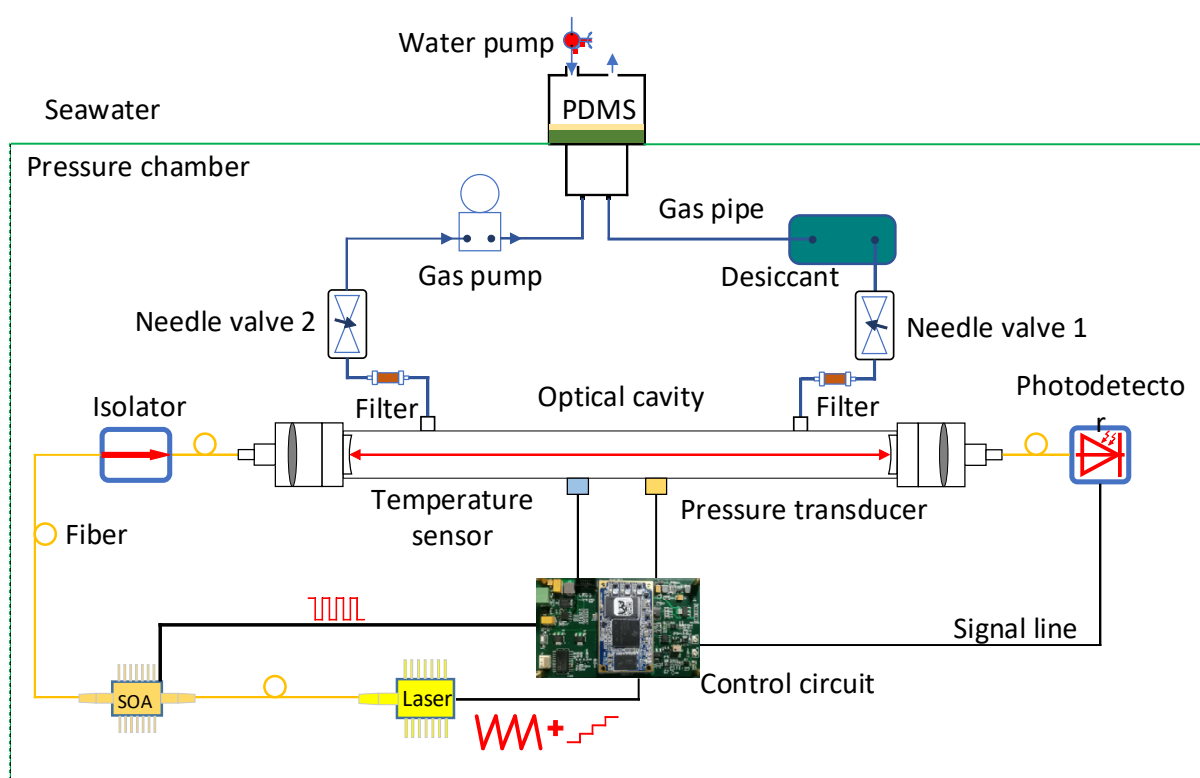 Water pump
PDMS
Seawater
Pressure chamber
Gas pipe
Gas pump
Desiccant
Needle valve 2
Needle valve 1
Filter
Optical cavity
Filter
Photodetecto
r
Isolator
Temperature
sensor
Pressure transducer
Fiber
Signal line
Control circuit
SOA
Laser